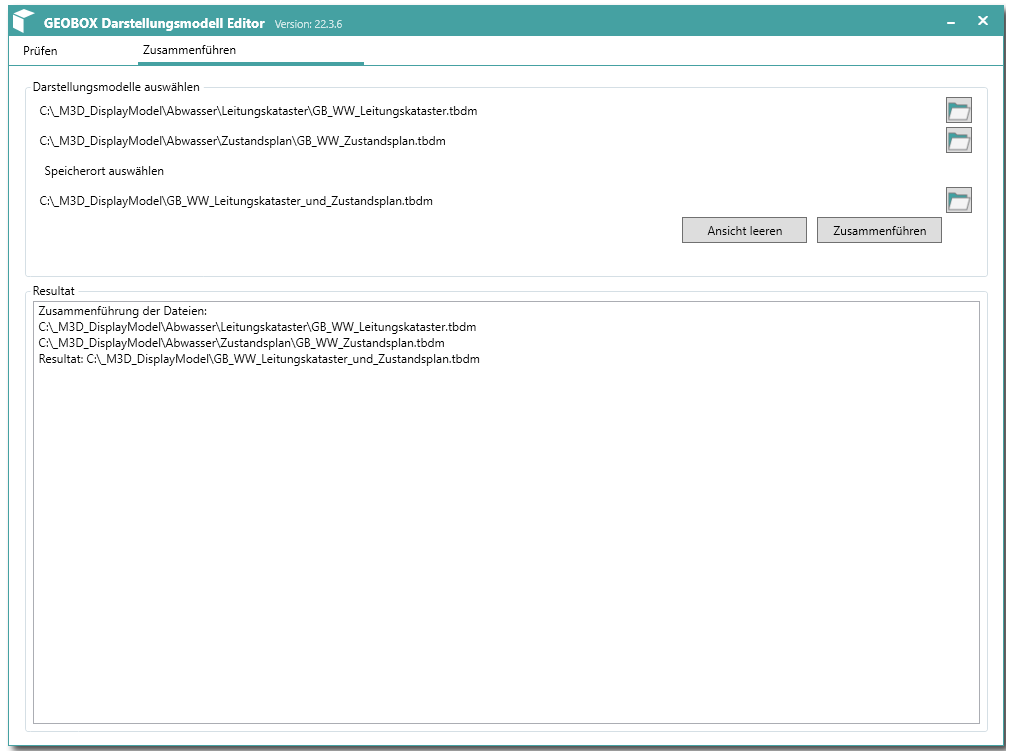 GEOBOX Darstellungsmodell Editor Version: 22.3.6
Prüfen Zusammenführen
Darstellungsmodelle auswählen
C:\_M3D_DisplayModel\Abwasser\Leitungskataster\GB_WW_Leitungskataster.tbdm
C:\_M3D_DisplayModel\Abwasser\Zustandsplan\GB_WW_Zustandsplan.tbdm
Speicherort auswählen
C:\_M3D_DisplayModel\GB_WW_Leitungskataster_und_Zustandsplan.tbdm
Ansicht leeren Zusammenführen
Resultat
Zusammenführung der Dateien:
C:\_M3D_DisplayModel\Abwasser\Leitungskataster\GB_WW_Leitungskataster.tbdm
C:\_M3D_DisplayModel\Abwasser\Zustandsplan\GB_WW_Zustandsplan.tbdm
Resultat: C:\_M3D_DisplayModel\GB_WW_Leitungskataster_und_Zustandsplan.tbdm